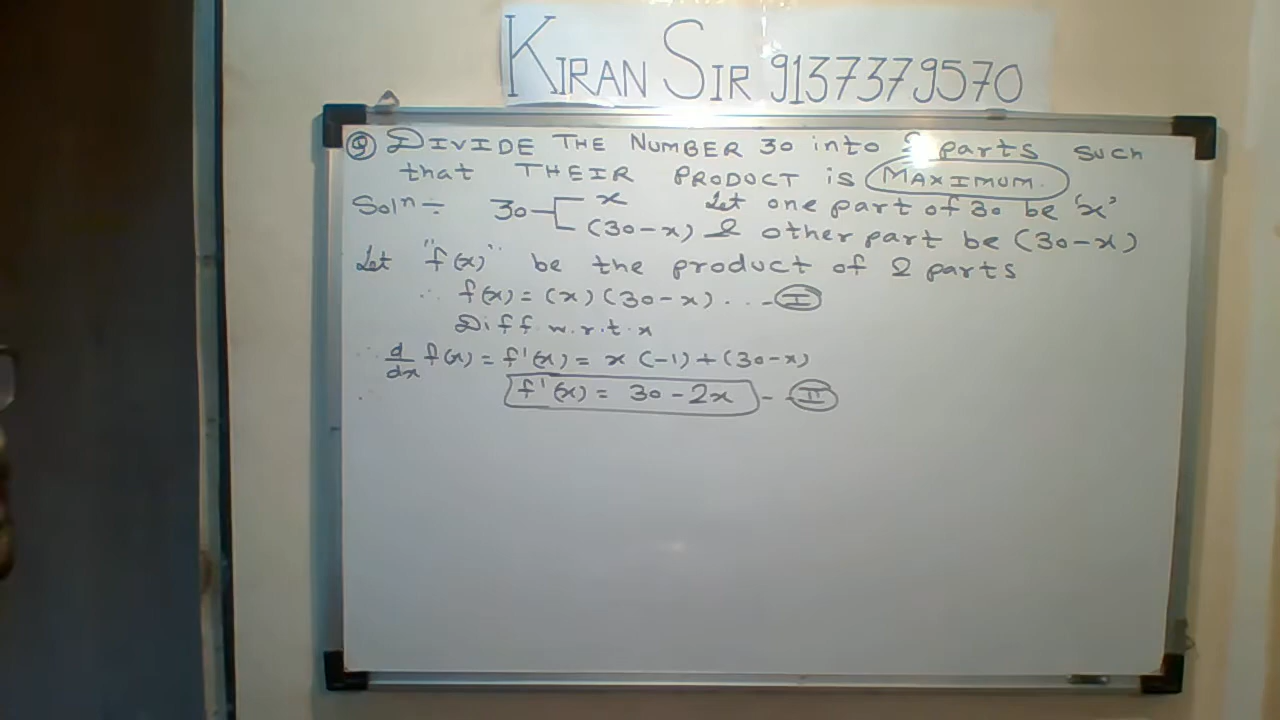 KIRAN SIR 9137379570
Q DIVIDE THE NUMBER 30 into 2 parts such
that THEIR PRODUCT is MAXIMUM.
Solⁿ ÷ 30 x Let one part of 30 be 'x'
(30-x) & other part be (30-x)
Let "f(x)" be the product of 2 parts
∴ f(x) = (x)(30-x) . . . - I
Diff w.r.t. x
∴ d/dx f(x) = f'(x) = x(-1) + (30-x)
∴ f'(x) = 30 - 2x - - II